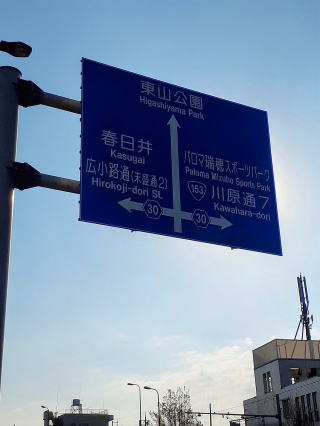 東山公園
Higashiyama Park
春日井
Kasugai
広小路通(末盛通2)
Hirokoji-dori SL
30
パロマ瑞穂スポーツパーク
Paloma Mizuho Sports Park
153
川原通7
Kawahara-dori
30